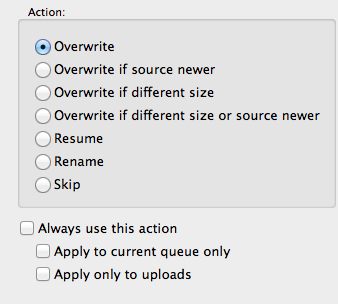 Action:
Overwrite
Overwrite if source newer
Overwrite if different size
Overwrite if different size or source newer
Resume
Rename
Skip
Always use this action
Apply to current queue only
Apply only to uploads